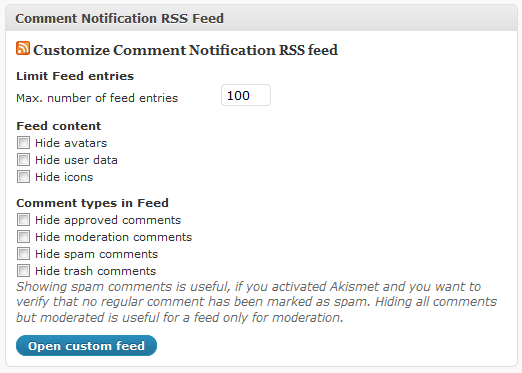 Comment Notification RSS Feed
Customize Comment Notification RSS feed
Limit Feed entries
Max. number of feed entries 100
Feed content
Hide avatars
Hide user data
Hide icons
Comment types in Feed
Hide approved comments
Hide moderation comments
Hide spam comments
Hide trash comments
Showing spam comments is useful, if you activated Akismet and you want to
verify that no regular comment has been marked as spam. Hiding all comments
but moderated is useful for a feed only for moderation.
Open custom feed